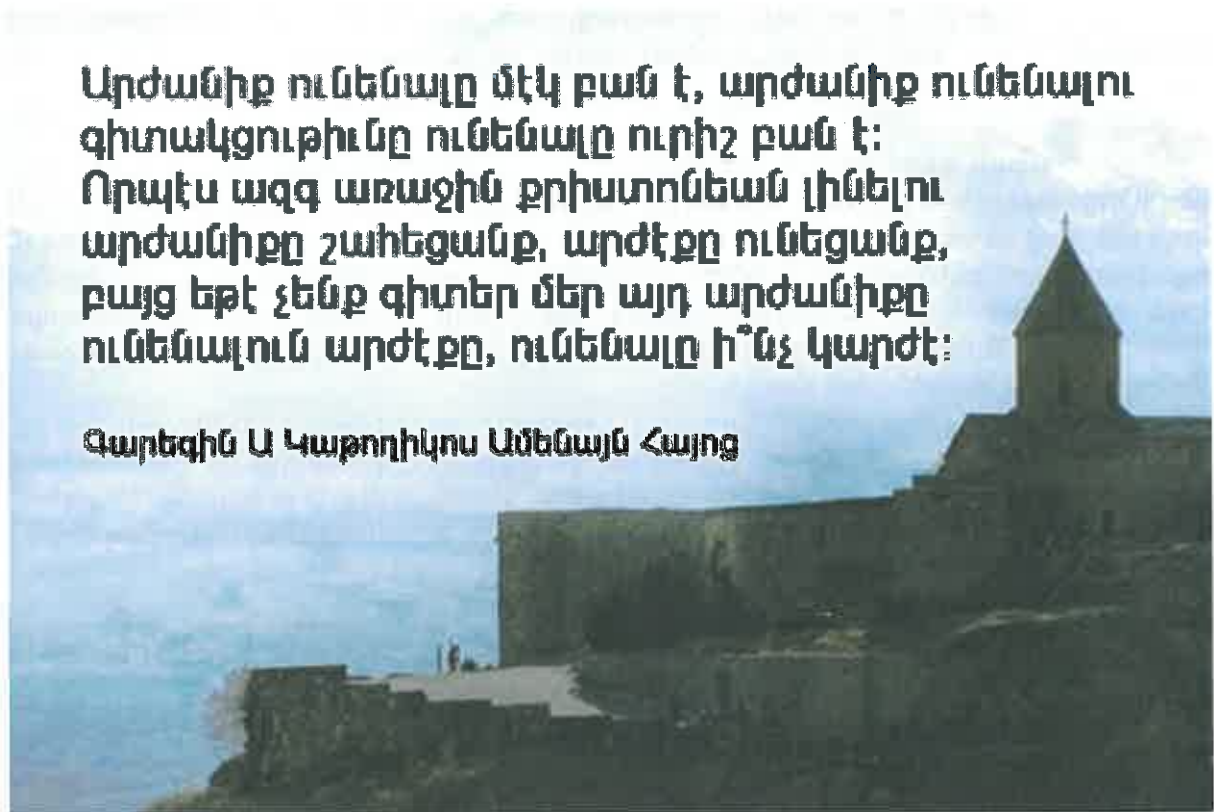 Արժանիք ունենալը մէկ բան է, արժանիք ունենալու
գիտակցութիւնը ունենալը ուրիշ բան է:
Որպէս ազգ առաջին քրիստոնեան լինելու
արժանիքը շահեցանք, արժէքը ունեցանք,
բայց եթէ չենք գիտեր մեր այդ արժանիքը
ունենալուն արժէքը, ունենալը ի՞նչ կարժէ:
Գարեգին Ա Կաթողիկոս Ամենայն Հայոց